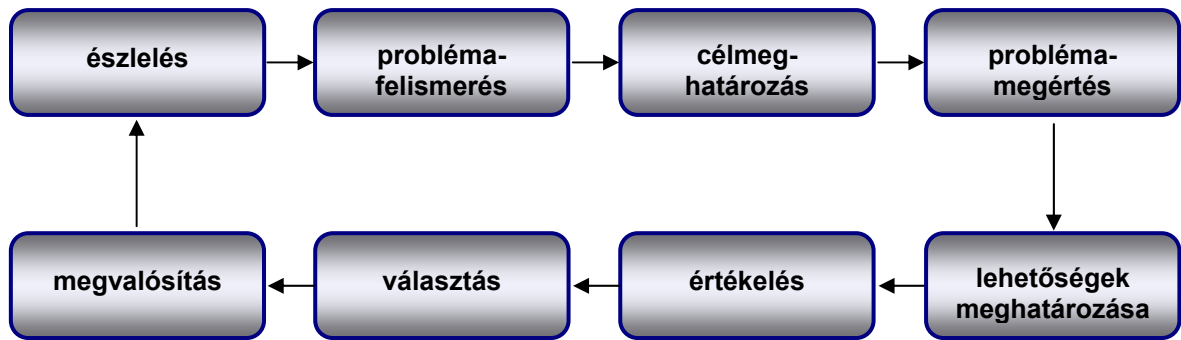 észlelés
probléma-
felismerés
célmeg-
határozás
probléma-
megértés
megvalósítás
választás
értékelés
lehetőségek
meghatározása